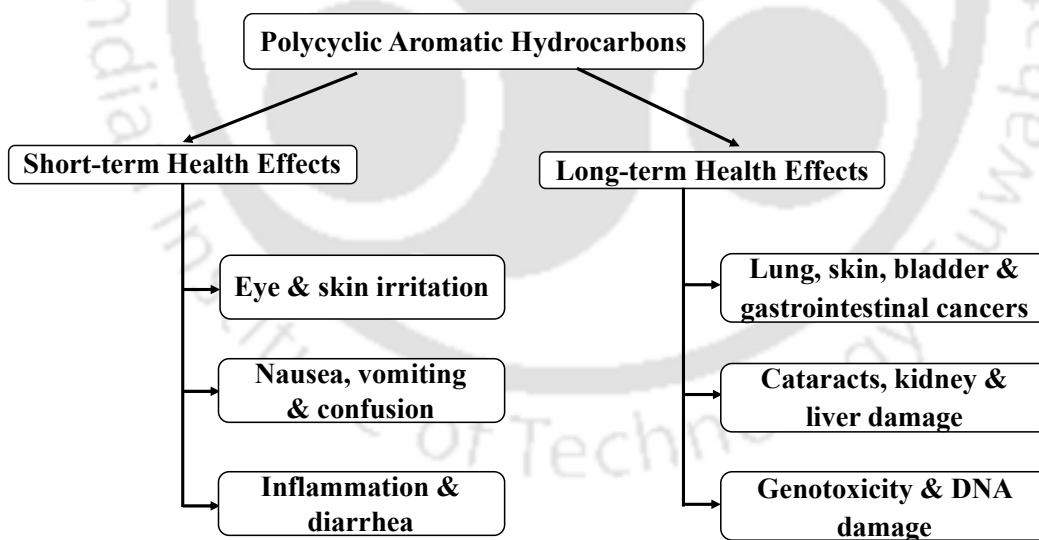 Polycyclic Aromatic Hydrocarbons
Short-term Health Effects
Eye & skin irritation
Nausea, vomiting
& confusion
Inflammation &
diarrhea
Long-term Health Effects
Lung, skin, bladder &
gastrointestinal cancers
Cataracts, kidney &
liver damage
Genotoxicity & DNA
damage